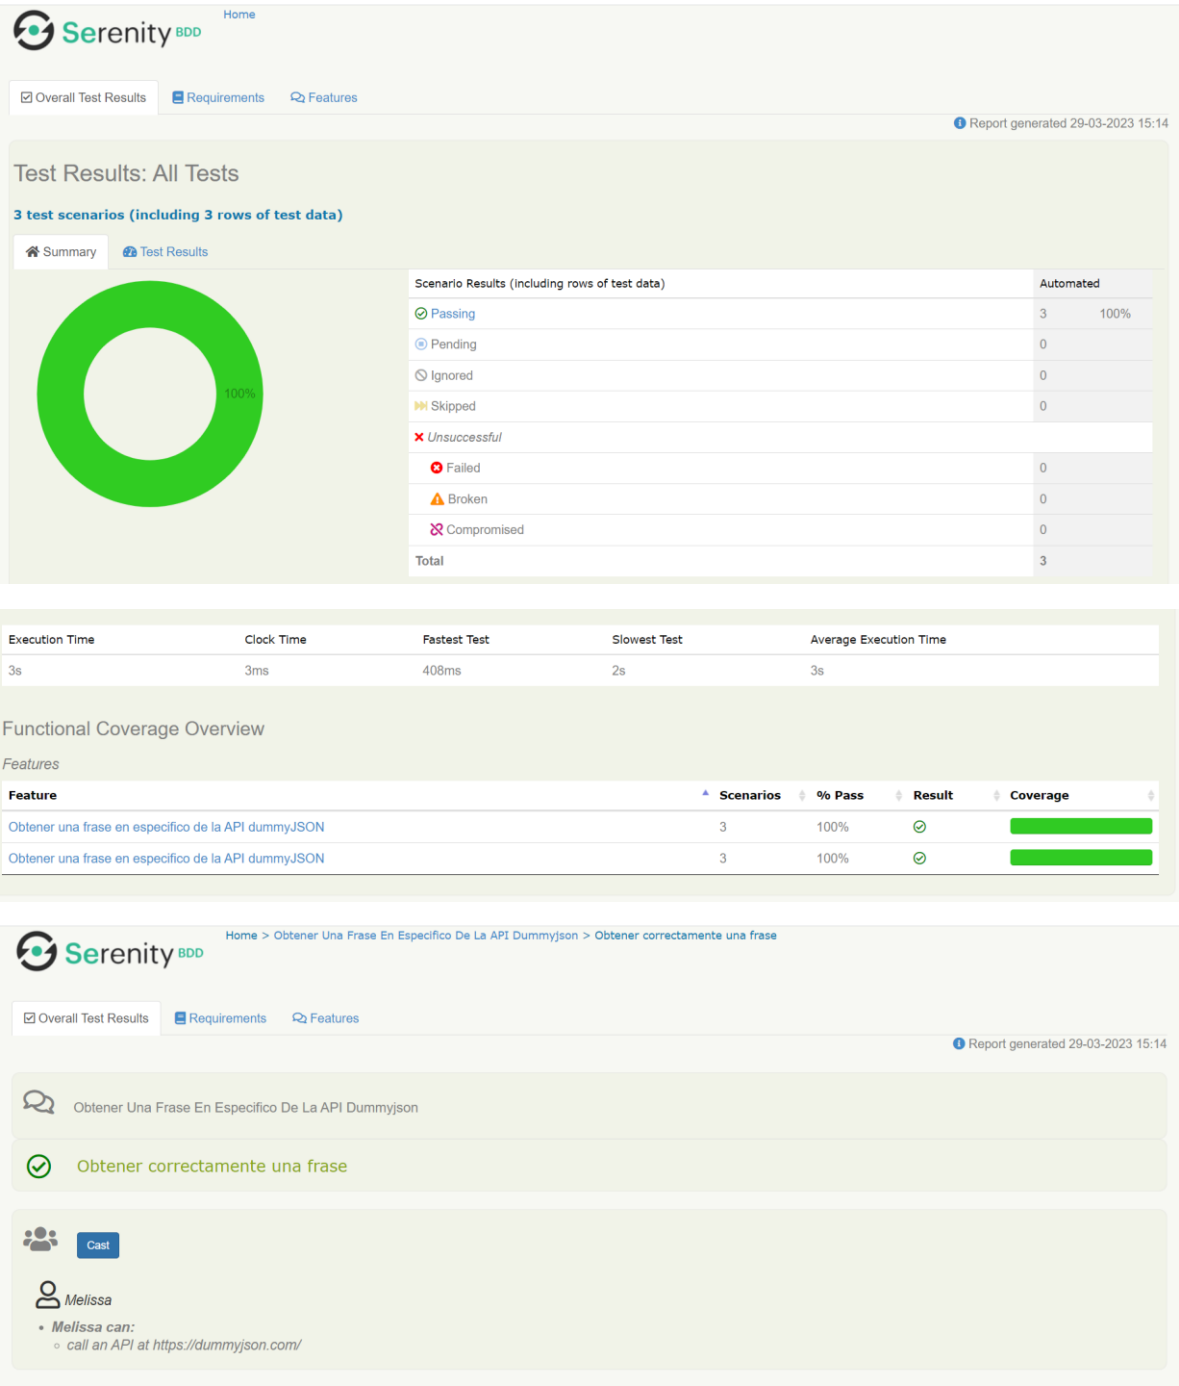 Serenity BDD
Home
Overall Test Results Requirements Features
Report generated 29-03-2023 15:14
Test Results: All Tests
3 test scenarios (including 3 rows of test data)
Summary Test Results
100%
Scenario Results (including rows of test data) Automated
Passing 3 100%
Pending 0
Ignored 0
Skipped 0
Unsuccessful
Failed 0
Broken 0
Compromised 0
Total 3
Execution Time Clock Time Fastest Test Slowest Test Average Execution Time
3s 3ms 408ms 2s 3s
Functional Coverage Overview
Features
Feature Scenarios % Pass Result Coverage
Obtener una frase en especifico de la API dummyJSON 3 100%
Obtener una frase en especifico de la API dummyJSON 3 100%
Serenity BDD
Home > Obtener Una Frase En Especifico De La API Dummyjson > Obtener correctamente una frase
Overall Test Results Requirements Features
Report generated 29-03-2023 15:14
Obtener Una Frase En Especifico De La API Dummyjson
Obtener correctamente una frase
Cast
Melissa
• Melissa can:
◦ call an API at https://dummyjson.com/